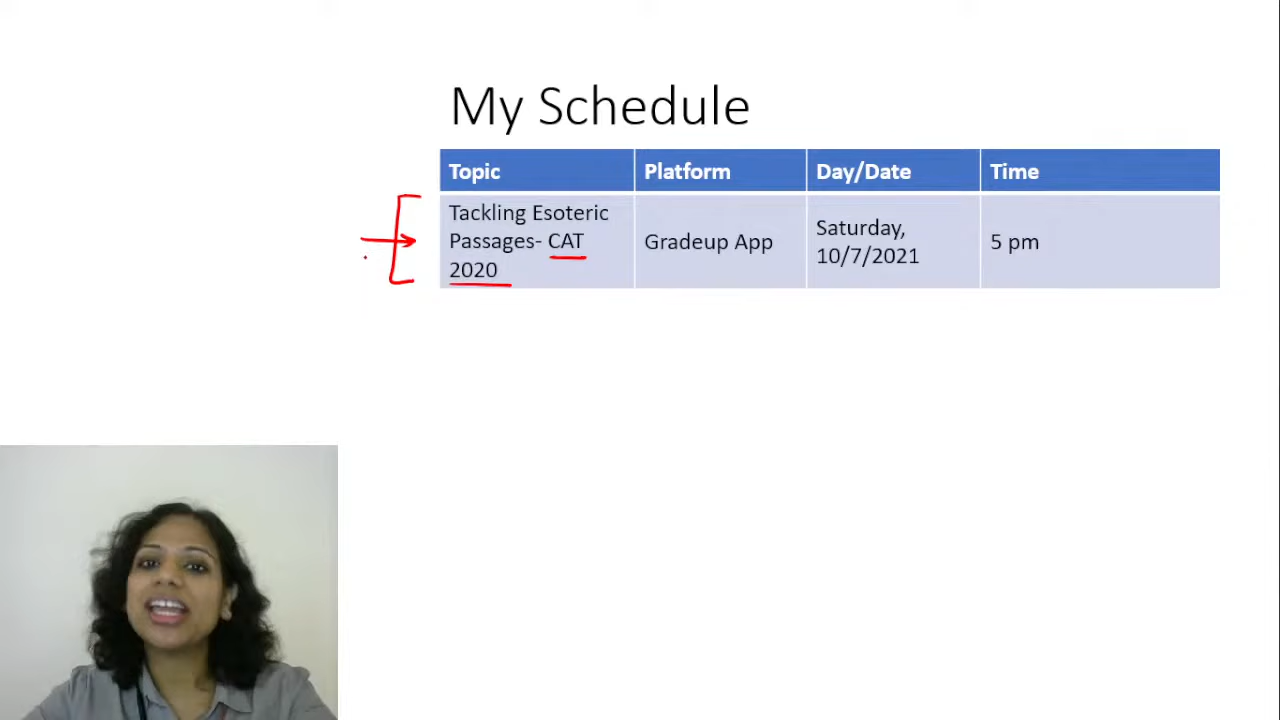 My Schedule
Topic Platform Day/Date Time
Tackling Esoteric
Passages- CAT
2020
Gradeup App
Saturday,
10/7/2021
5 pm